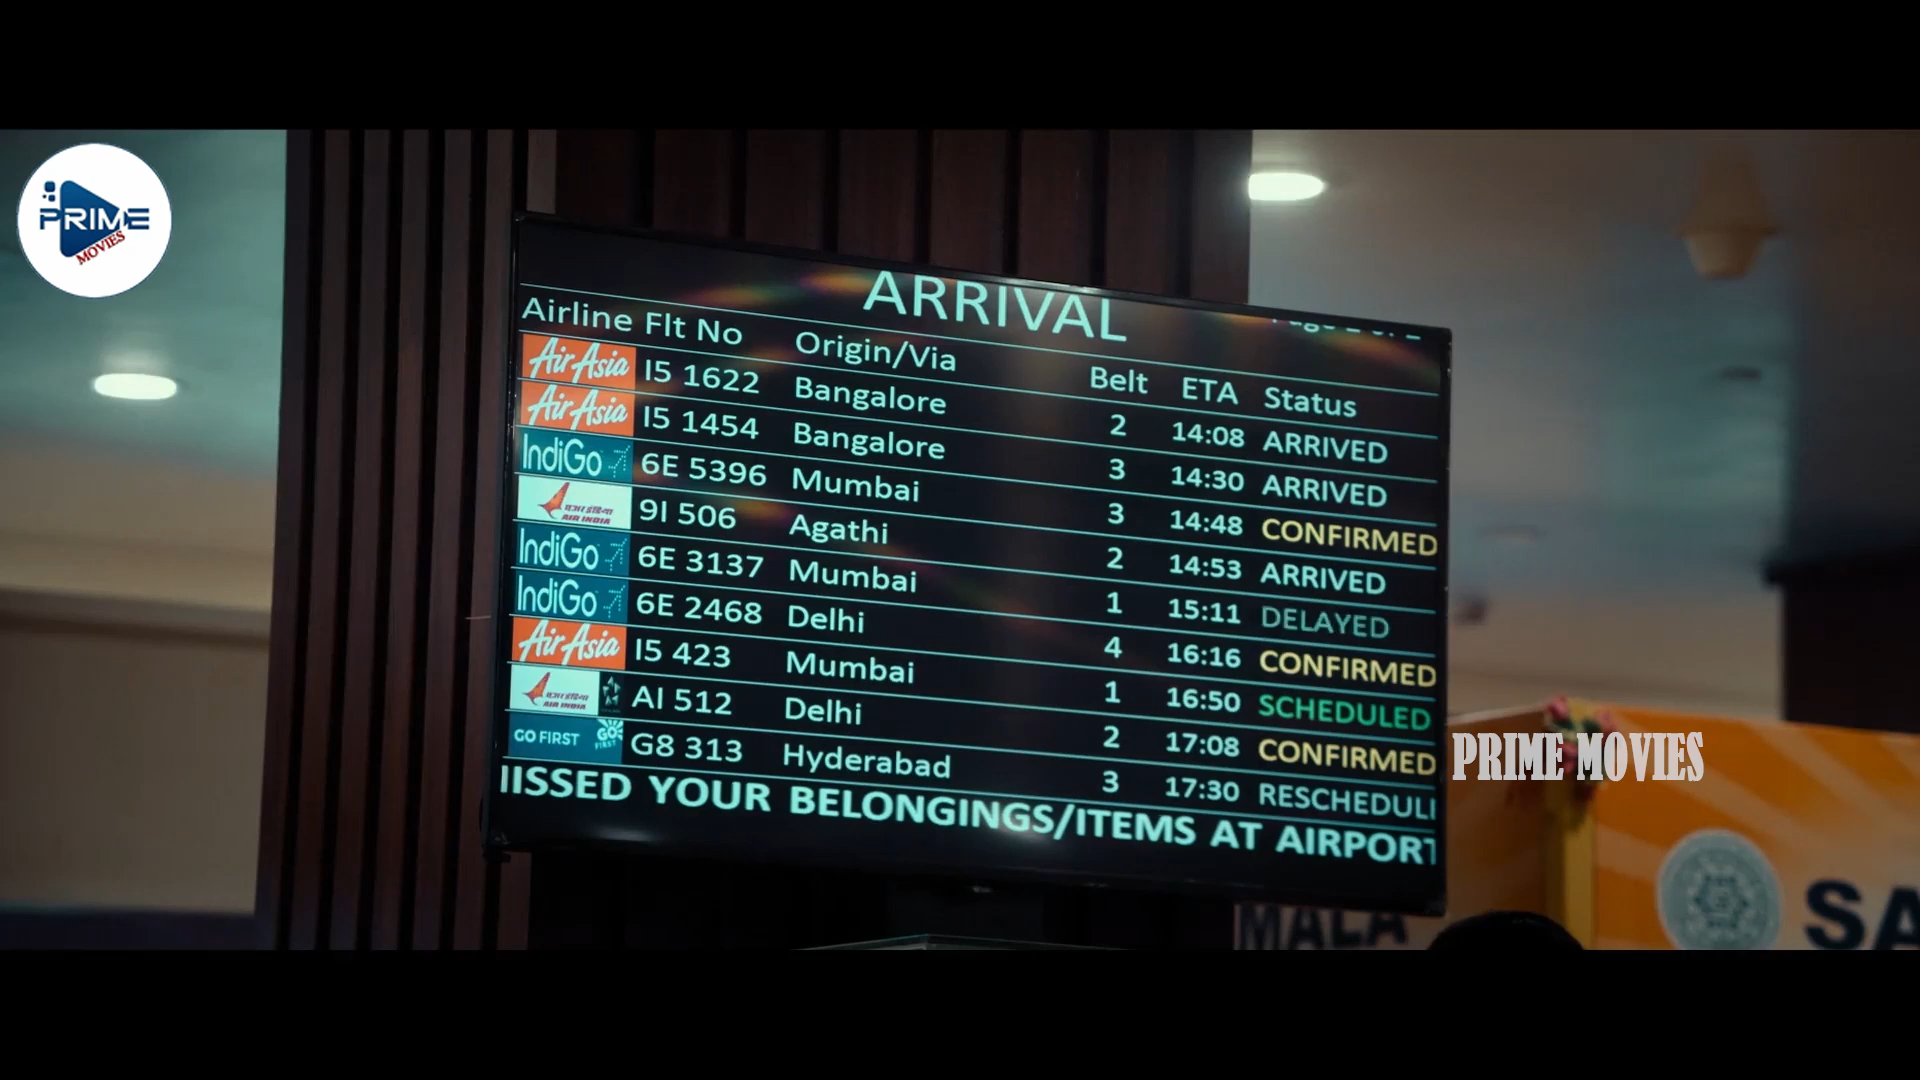 PRIME
MOVIES
ARRIVAL
Airline Flt No Origin/Via Belt ETA Status
AirAsia I5 1622 Bangalore 2 14:08 ARRIVED
AirAsia I5 1454 Bangalore 3 14:30 ARRIVED
IndiGo 6E 5396 Mumbai 3 14:48 CONFIRMED
AIR INDIA 9I 506 Agathi 2 14:53 ARRIVED
IndiGo 6E 3137 Mumbai 1 15:11 DELAYED
IndiGo 6E 2468 Delhi 4 16:16 CONFIRMED
AirAsia I5 423 Mumbai 1 16:50 SCHEDULED
AIR INDIA AI 512 Delhi 2 17:08 CONFIRMED
GO FIRST GO FIRST G8 313 Hyderabad 3 17:30 RESCHEDUL
IISSED YOUR BELONGINGS/ITEMS AT AIRPORT
PRIME MOVIES
MALA
SA